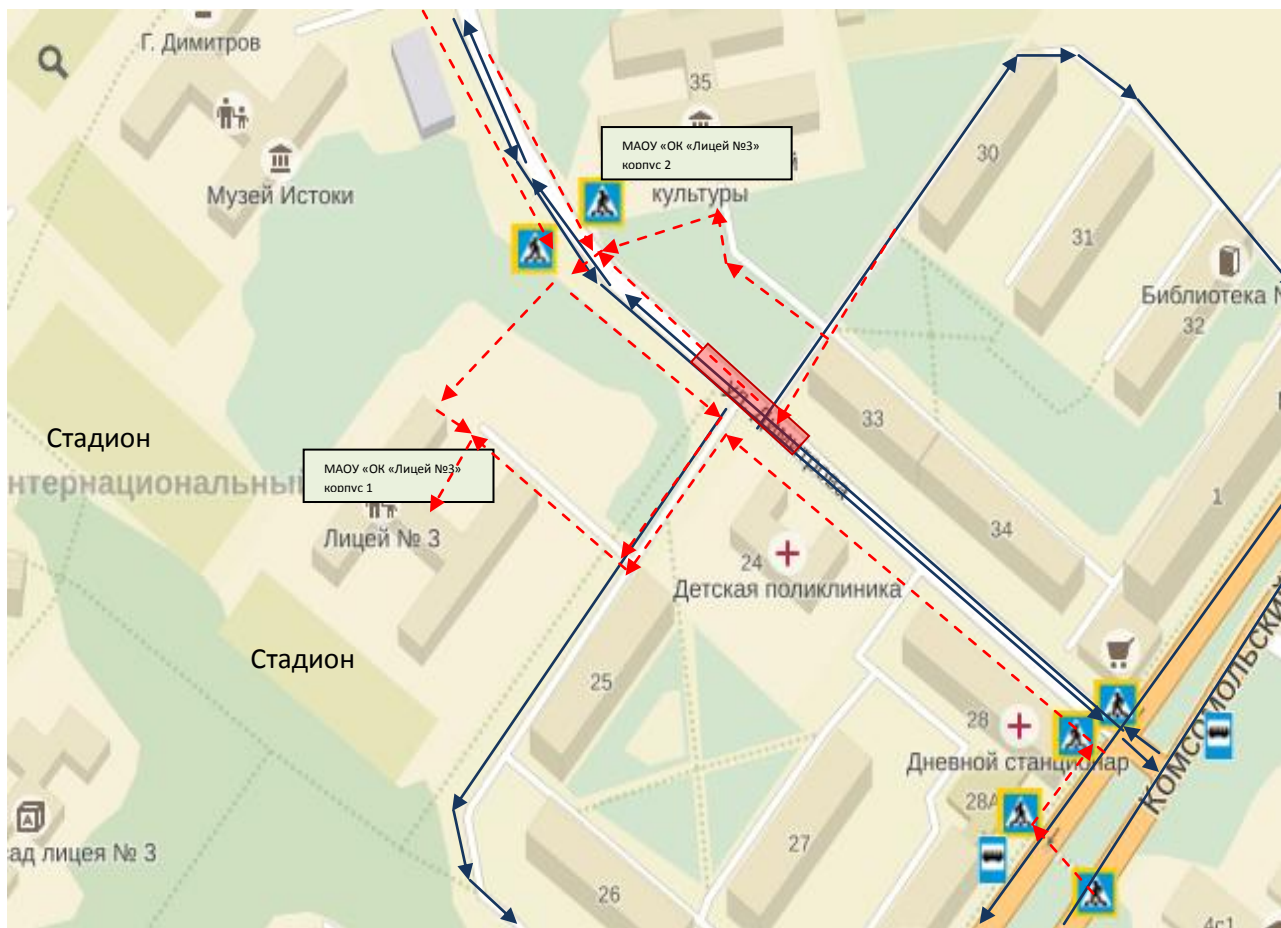 Г. Димитров
35
МАОУ «ОК «Лицей №3»
корпус 2
культуры
Музей Истоки
30
31
Библиотека
32
33
Стадион
МАОУ «ОК «Лицей №3»
корпус 1
нтернациональный
Лицей № 3
34
1
24
Детская поликлиника
Стадион
25
28
Дневной стационар
КОМСОМОЛЬСКИЙ
28А
27
сад лицея № 3
26
4с1